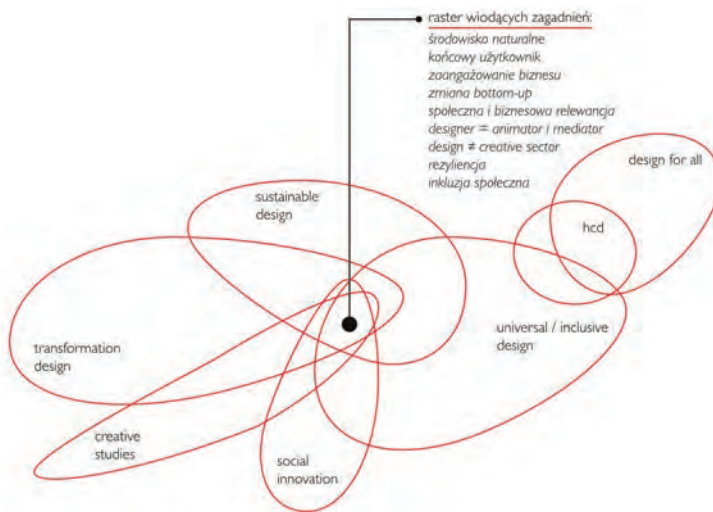 raster wiodących zagadnień:
środowisko naturalne
końcowy użytkownik
zaangażowanie biznesu
zmiana bottom-up
społeczna i biznesowa relewancja
designer = animator i mediator
design ≠ creative sector
rezyliencja
inkluzja społeczna
design for all
hcd
sustainable
design
universal / inclusive
design
transformation
design
creative
studies
social
innovation